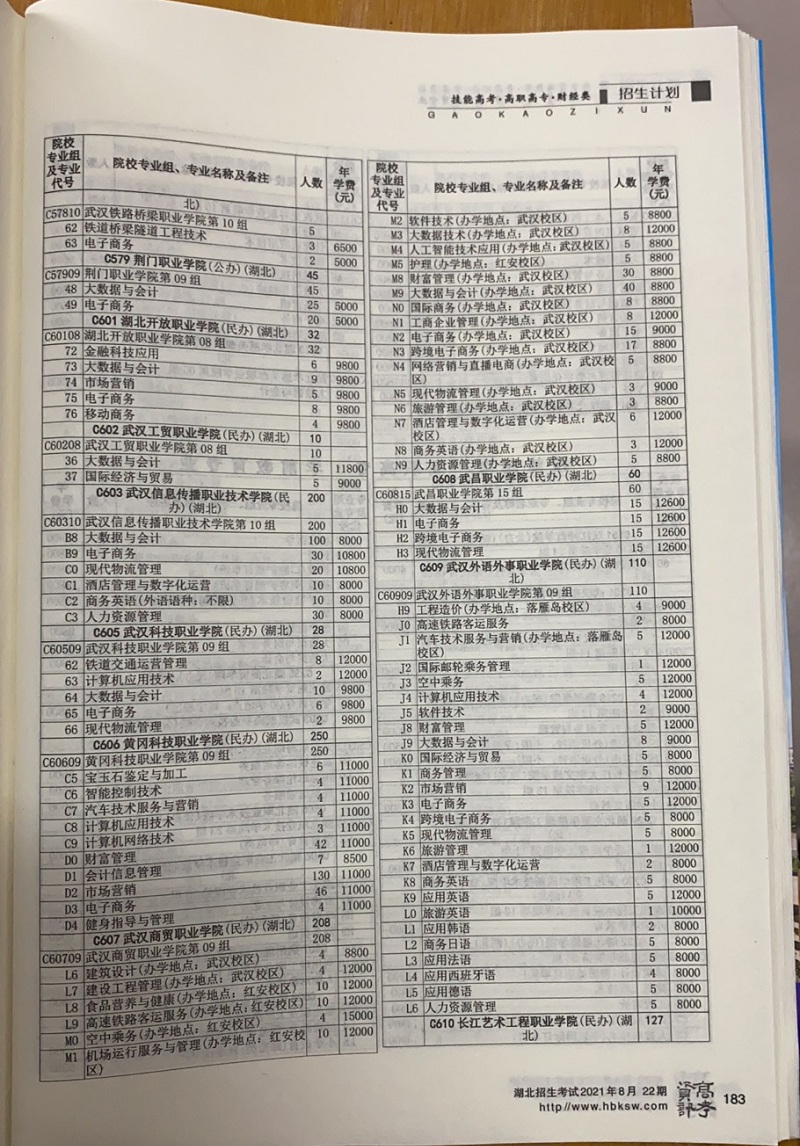 技能高考·高职高专·财经类 招生计划
GAOKAOZIXUN
院校专业组及专业代号 院校专业组、专业名称及备注 人数 年学费(元)
北)
C57810 武汉铁路桥梁职业学院第10组 5
62 铁道桥梁隧道工程技术 3 6500
63 电子商务 2 5000
C579 荆门职业学院(公办)(湖北) 45
C57909 荆门职业学院第09组 45
48 大数据与会计 25 5000
49 电子商务 20 5000
C601 湖北开放职业学院(民办)(湖北) 32
C60108 湖北开放职业学院第08组 32
72 金融科技应用 6 9800
73 大数据与会计 9 9800
74 市场营销 5 9800
75 电子商务 8 9800
76 移动商务 4 9800
C602 武汉工贸职业学院(民办)(湖北) 10
C60208 武汉工贸职业学院第08组 10
36 大数据与会计 5 11800
37 国际经济与贸易 5 9000
C603 武汉信息传播职业技术学院(民 200
办)(湖北)
C60310 武汉信息传播职业技术学院第10组 200
B8 大数据与会计 100 8000
B9 电子商务 30 10800
C0 现代物流管理 20 10800
C1 酒店管理与数字化运营 10 8000
C2 商务英语(外语语种：不限) 10 8000
C3 人力资源管理 30 8000
C605 武汉科技职业学院(民办)(湖北) 28
C60509 武汉科技职业学院第09组 28
62 铁道交通运营管理 8 12000
63 计算机应用技术 2 12000
64 大数据与会计 10 9800
65 电子商务 6 9800
66 现代物流管理 2 9800
C606 黄冈科技职业学院(民办)(湖北) 250
C60609 黄冈科技职业学院第09组 250
C5 宝玉石鉴定与加工 6 11000
C6 智能控制技术 4 11000
C7 汽车技术服务与营销 4 11000
C8 计算机应用技术 4 11000
C9 计算机网络技术 3 11000
D0 财富管理 42 11000
D1 会计信息管理 7 8500
D2 市场营销 130 11000
D3 电子商务 46 11000
D4 健身指导与管理 4 11000
C607 武汉商贸职业学院(民办)(湖北) 208
C60709 武汉商贸职业学院第09组 208
L6 建筑设计(办学地点：武汉校区) 4 8800
L7 建设工程管理(办学地点：武汉校区) 4 12000
L8 食品营养与健康(办学地点：红安校区) 10 12000
L9 高速铁路客运服务(办学地点：红安校区) 10 12000
M0 空中乘务(办学地点：红安校区) 4 15000
M1 机场运行服务与管理(办学地点：红安校 10 12000
区)
院校专业组及专业代号 院校专业组、专业名称及备注 人数 年学费(元)
M2 软件技术(办学地点：武汉校区) 5 8800
M3 大数据技术(办学地点：武汉校区) 8 12000
M4 人工智能技术应用(办学地点：武汉校区) 5 8800
M5 护理(办学地点：红安校区) 5 8800
M8 财富管理(办学地点：武汉校区) 30 8800
M9 大数据与会计(办学地点：武汉校区) 40 8800
N0 国际商务(办学地点：武汉校区) 8 8800
N1 工商企业管理(办学地点：武汉校区) 8 12000
N2 电子商务(办学地点：武汉校区) 15 9000
N3 跨境电子商务(办学地点：武汉校区) 17 8800
N4 网络营销与直播电商(办学地点：武汉校 5 8800
区)
N5 现代物流管理(办学地点：武汉校区) 3 9000
N6 旅游管理(办学地点：武汉校区) 3 8800
N7 酒店管理与数字化运营(办学地点：武汉 6 12000
校区)
N8 商务英语(办学地点：武汉校区) 3 12000
N9 人力资源管理(办学地点：武汉校区) 5 8800
C608 武昌职业学院(民办)(湖北) 60
C60815 武昌职业学院第15组 60
H0 大数据与会计 15 12600
H1 电子商务 15 12600
H2 跨境电子商务 15 12600
H3 现代物流管理 15 12600
C609 武汉外语外事职业学院(民办)(湖 110
北)
C60909 武汉外语外事职业学院第09组 110
H9 工程造价(办学地点：落雁岛校区) 4 9000
J0 高速铁路客运服务 2 8000
J1 汽车技术服务与营销(办学地点：落雁岛 5 12000
校区)
J2 国际邮轮乘务管理 1 12000
J3 空中乘务 5 12000
J4 计算机应用技术 4 12000
J5 软件技术 2 9000
J8 财富管理 5 12000
J9 大数据与会计 8 9000
K0 国际经济与贸易 5 8000
K1 商务管理 5 8000
K2 市场营销 9 12000
K3 电子商务 5 12000
K4 跨境电子商务 5 8000
K5 现代物流管理 5 8000
K6 旅游管理 1 12000
K7 酒店管理与数字化运营 2 8000
K8 商务英语 5 8000
K9 应用英语 5 12000
L0 旅游英语 1 10000
L1 应用韩语 2 8000
L2 商务日语 5 8000
L3 应用法语 5 8000
L4 应用西班牙语 4 8000
L5 应用德语 5 8000
L6 人力资源管理 5 8000
C610 长江艺术工程职业学院(民办)(湖 127
北)
湖北招生考试2021年8月 22期
http://www.hbksw.com
高考資訊 183